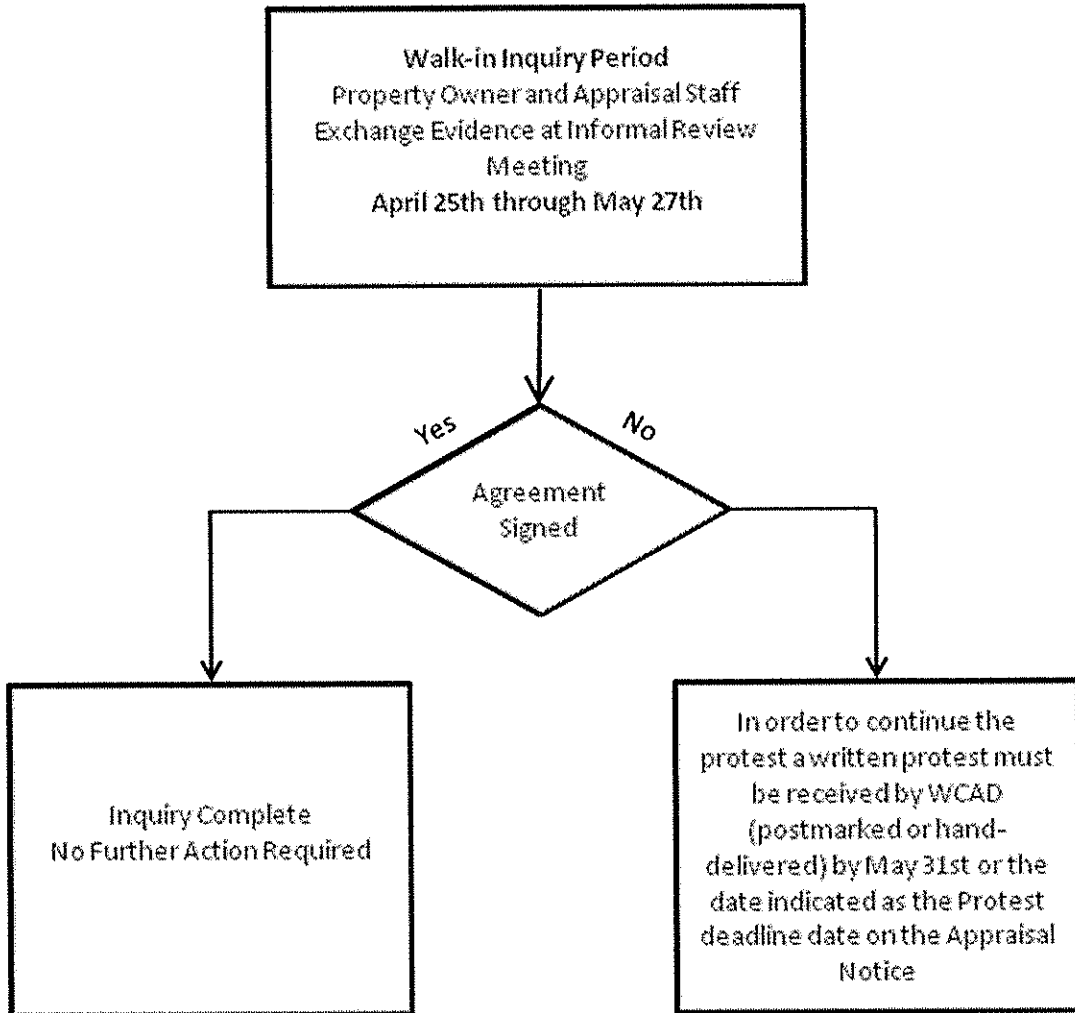 Walk-in Inquiry Period
Property Owner and Appraisal Staff
Exchange Evidence at Informal Review
Meeting
April 25th through May 27th
Yes
No
Agreement
Signed
Inquiry Complete
No Further Action Required
In order to continue the
protest a written protest must
be received by WCAD
(postmarked or hand-
delivered) by May 31st or the
date indicated as the Protest
deadline date on the Appraisal
Notice